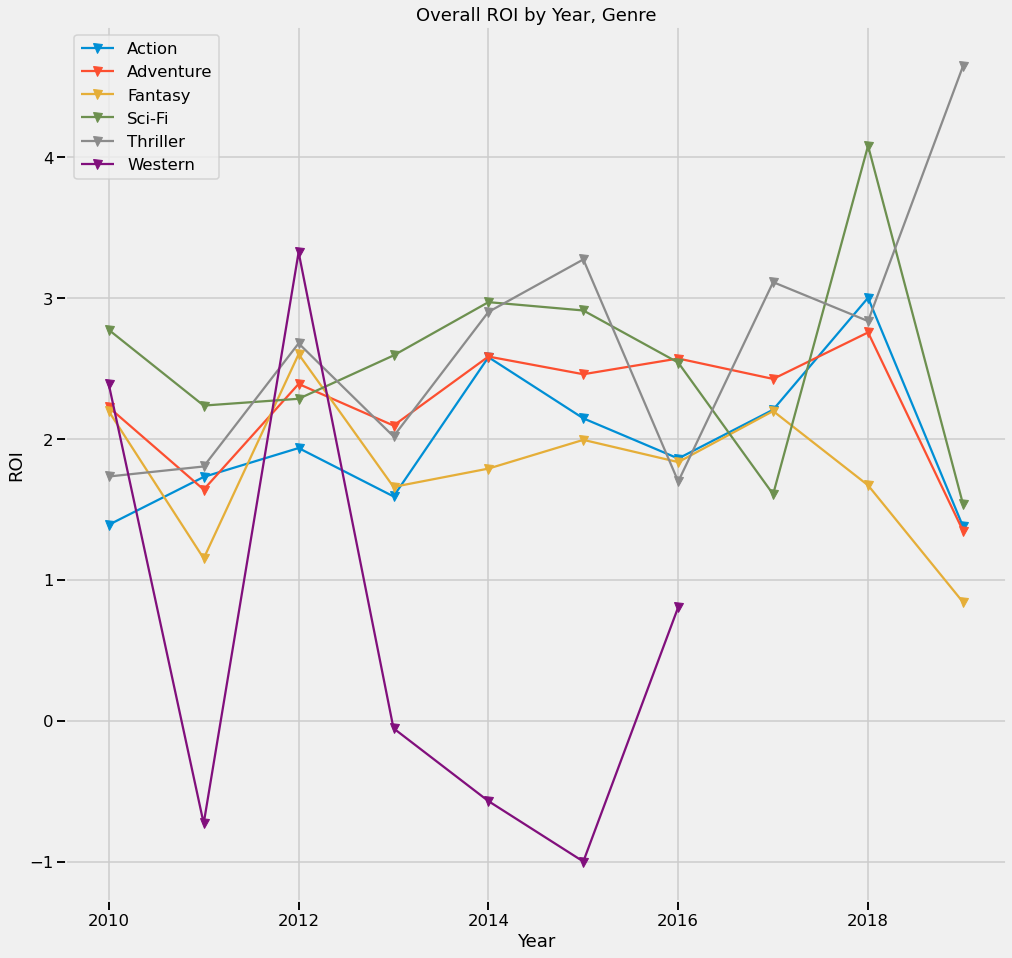 Overall ROI by Year, Genre
Action
Adventure
Fantasy
Sci-Fi
Thriller
Western
4
3
2
1
0
−1
ROI
2010 2012 2014 2016 2018
Year